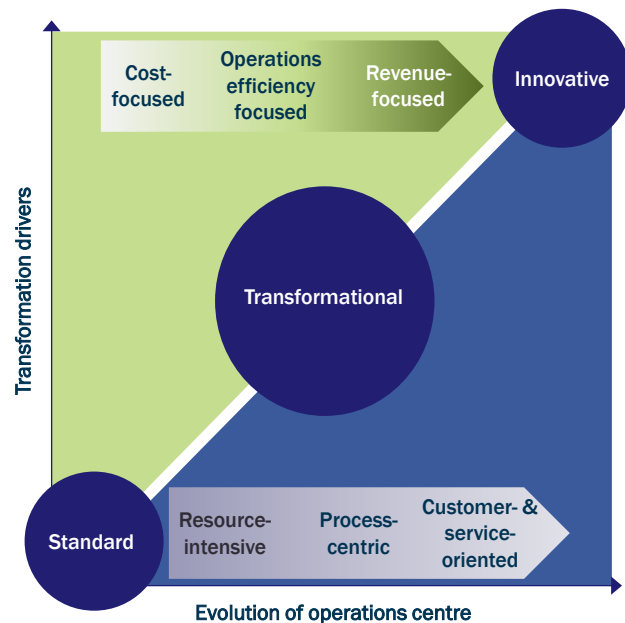 Cost-
focused
Operations
efficiency
focused
Revenue-
focused
Innovative
Transformation drivers
Transformational
Standard
Resource-
intensive
Process-
centric
Customer- &
service-
oriented
Evolution of operations centre